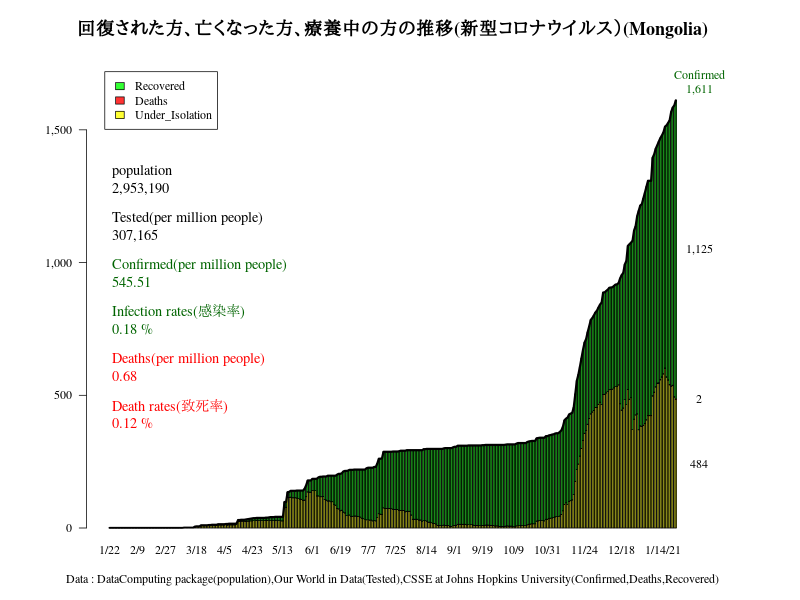 回復された方、亡くなった方、療養中の方の推移(新型コロナウイルス）(Mongolia)
Confirmed
1,611
Recovered
Deaths
Under_Isolation
1,500
population
2,953,190
Tested(per million people)
307,165
1,125
1,000
Confirmed(per million people)
545.51
Infection rates(感染率)
0.18 %
Deaths(per million people)
0.68
500
2
Death rates(致死率)
0.12 %
484
0
1/22 2/9 2/27 3/18 4/5 4/23 5/13 6/1 6/19 7/7 7/25 8/14 9/1 9/19 10/9 10/31 11/24 12/18 1/14/21
Data : DataComputing package(population),Our World in Data(Tested),CSSE at Johns Hopkins University(Confirmed,Deaths,Recovered)